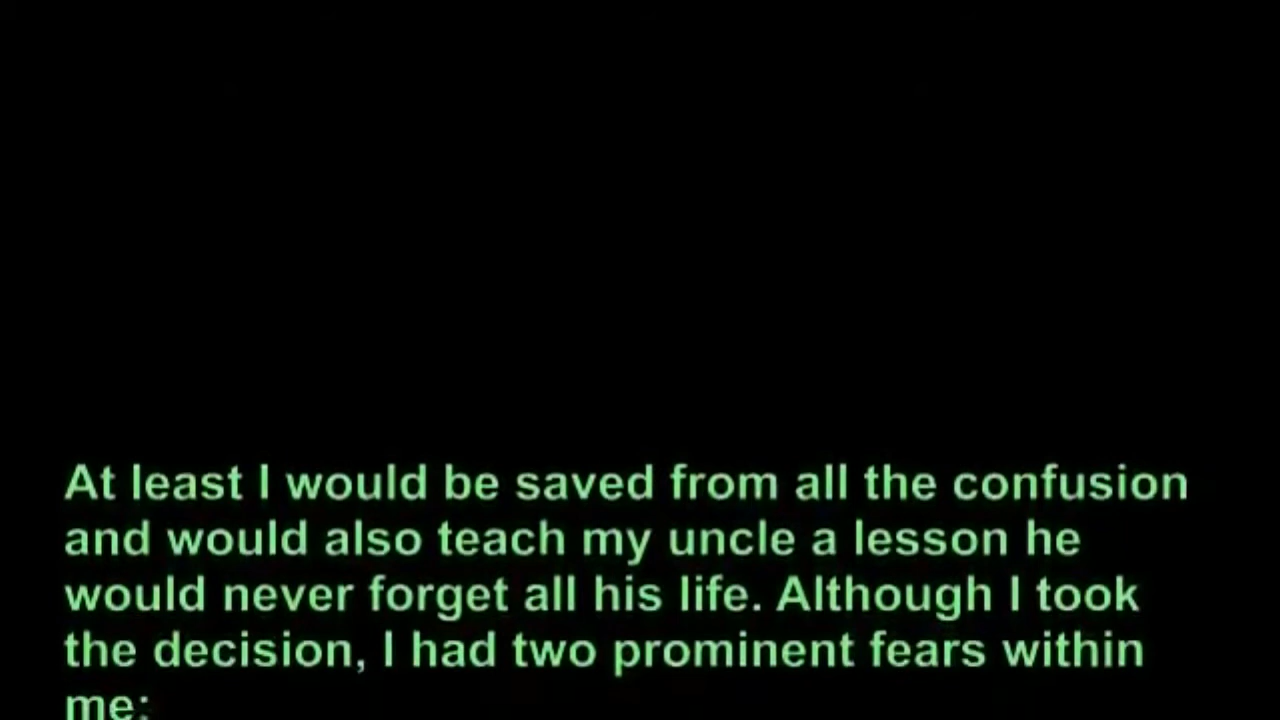 At least I would be saved from all the confusion
and would also teach my uncle a lesson he
would never forget all his life. Although I took
the decision, I had two prominent fears within
me: